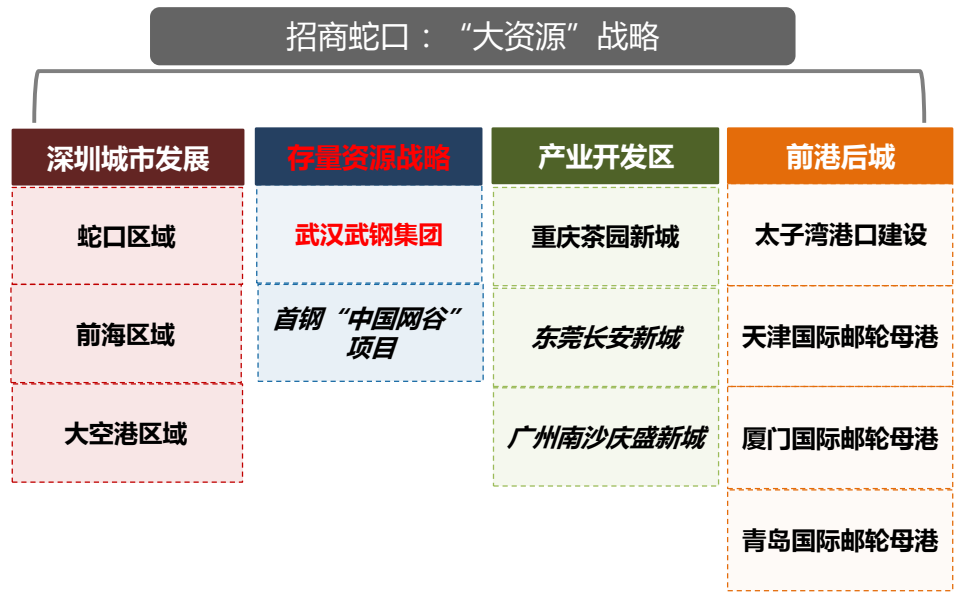 招商蛇口：“大资源”战略
深圳城市发展
蛇口区域
前海区域
大空港区域
存量资源战略
武汉武钢集团
首钢“中国网谷”
项目
产业开发区
重庆茶园新城
东莞长安新城
广州南沙庆盛新城
前港后城
太子湾港口建设
天津国际邮轮母港
厦门国际邮轮母港
青岛国际邮轮母港